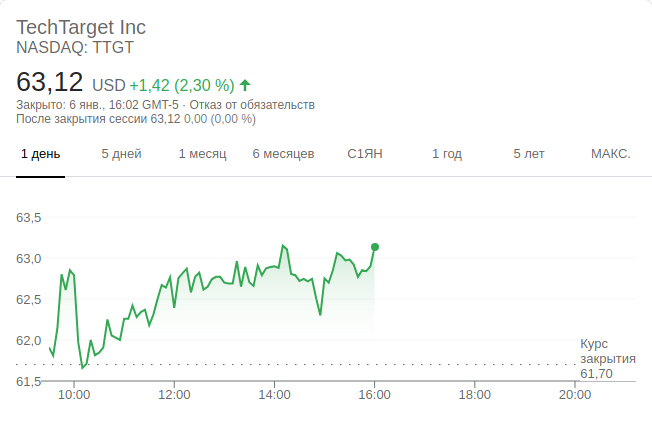 TechTarget Inc
NASDAQ: TTGT
63,12 USD +1,42 (2,30 %)
Закрыто: 6 янв., 16:02 GMT-5 · Отказ от обязательств
После закрытия сессии 63,12 0,00 (0,00 %)
1 день 5 дней 1 месяц 6 месяцев С1ЯН 1 год 5 лет МАКС.
63,5
63,0
62,5
62,0
Курс
закрытия
61,70
61,5
10:00 12:00 14:00 16:00 18:00 20:00